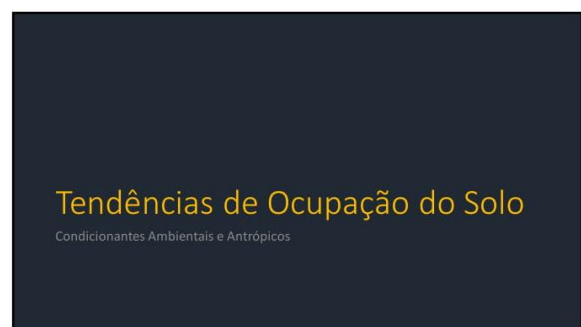 Tendências de Ocupação do Solo
Condicionantes Ambientais e Antrópicos